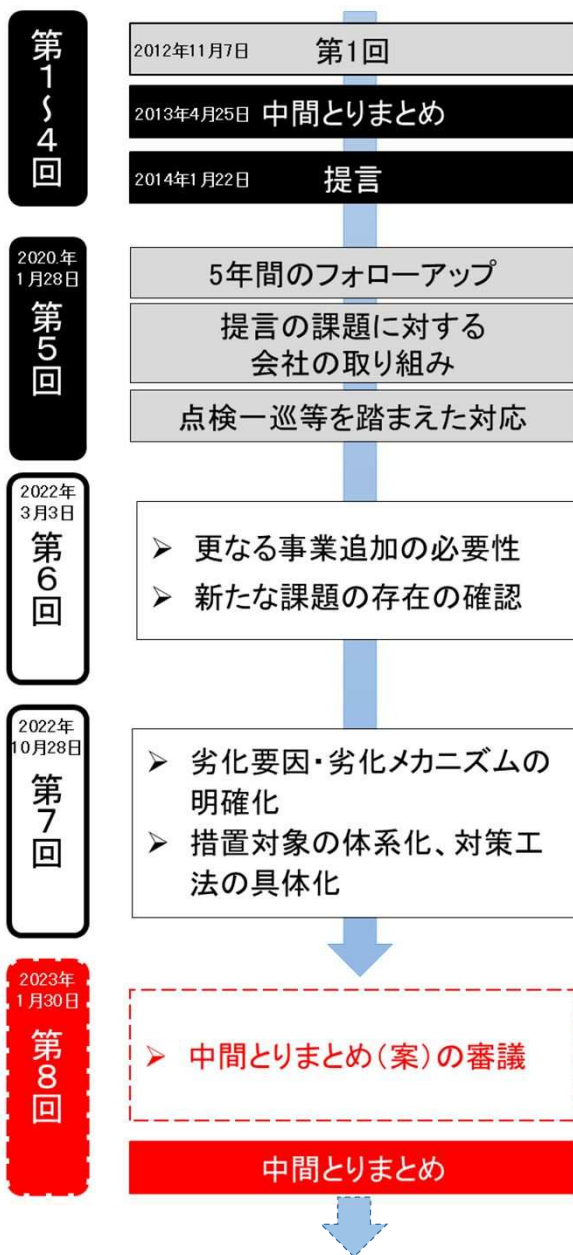 第1～4回
2012年11月7日 第1回
2013年4月25日 中間とりまとめ
2014年1月22日 提言
2020.年
1月28日
第5回
5年間のフォローアップ
提言の課題に対する
会社の取り組み
点検一巡等を踏まえた対応
2022年
3月3日
第6回
➢ 更なる事業追加の必要性
➢ 新たな課題の存在の確認
2022年
10月28日
第7回
➢ 劣化要因・劣化メカニズムの
明確化
➢ 措置対象の体系化、対策工
法の具体化
2023年
1月30日
第8回
➢ 中間とりまとめ(案)の審議
中間とりまとめ